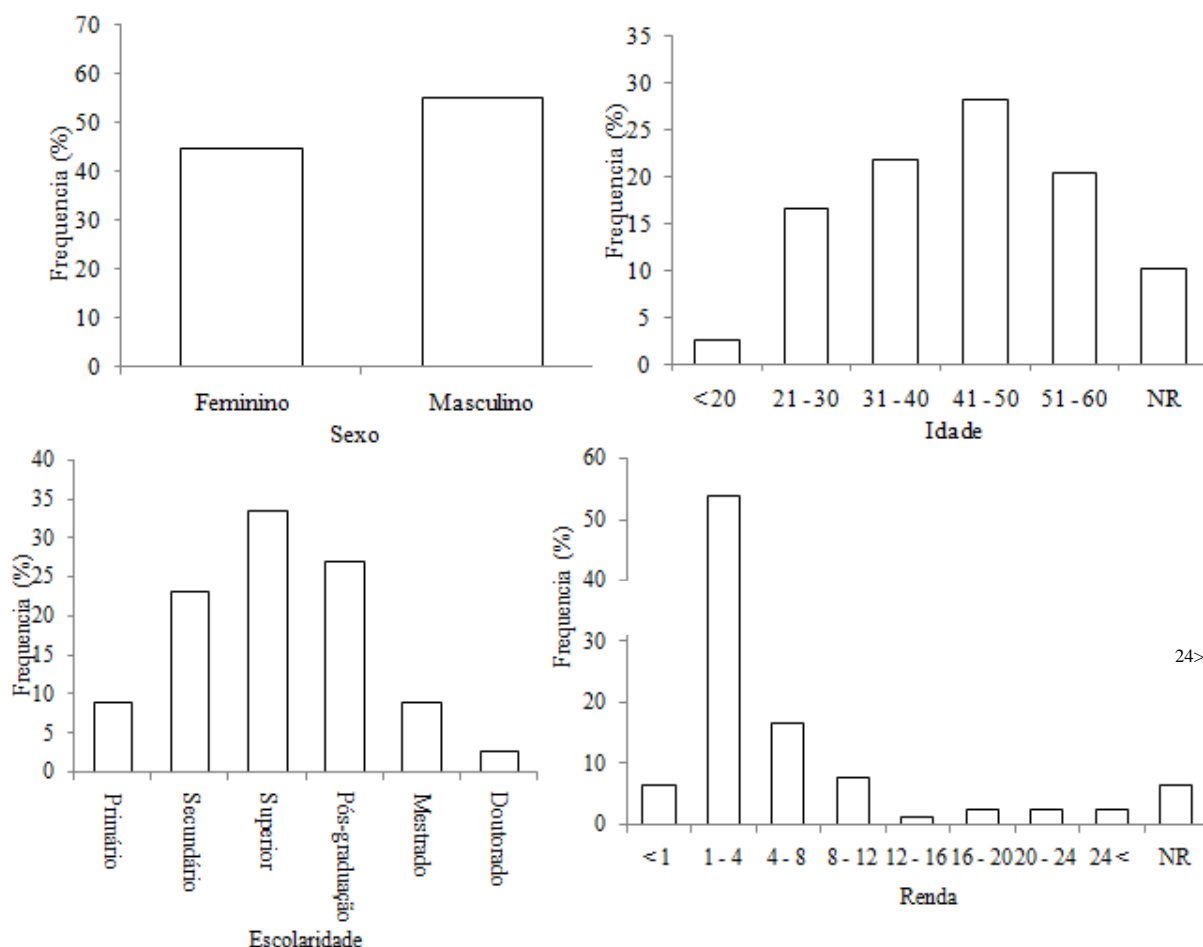 Frequencia (%)
70
60
50
40
30
20
10
0
Feminino Masculino
Sexo
Frequencia (%)
35
30
25
20
15
10
5
0
<20 21-30 31-40 41-50 51-60 NR
Idade
Frequencia (%)
40
35
30
25
20
15
10
5
0
Primário
Secundário
Superior
Pós-graduação
Mestrado
Doutorado
Escolaridade
Frequencia (%)
60
50
40
30
20
10
0
<1 1-4 4-8 8-12 12-16 16-20 20-24 24< NR
Renda
24>